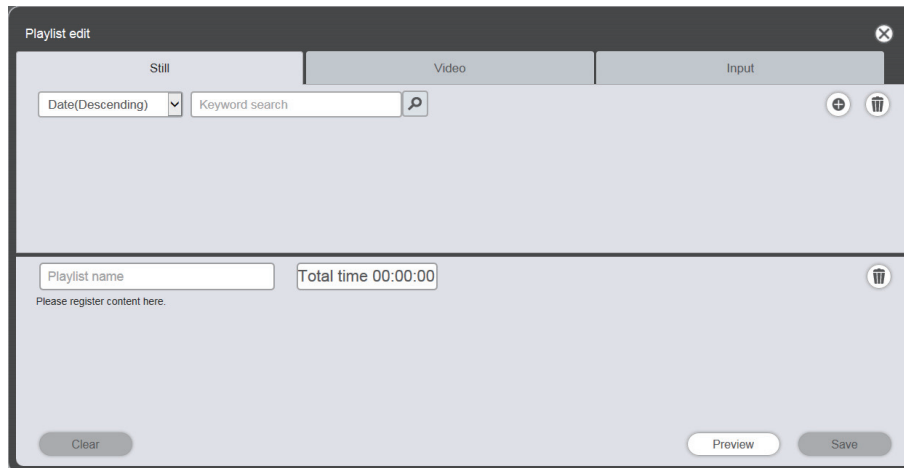 Playlist edit
Still Video Input
Date(Descending) Keyword search
Playlist name Total time 00:00:00
Please register content here.
Clear Preview Save